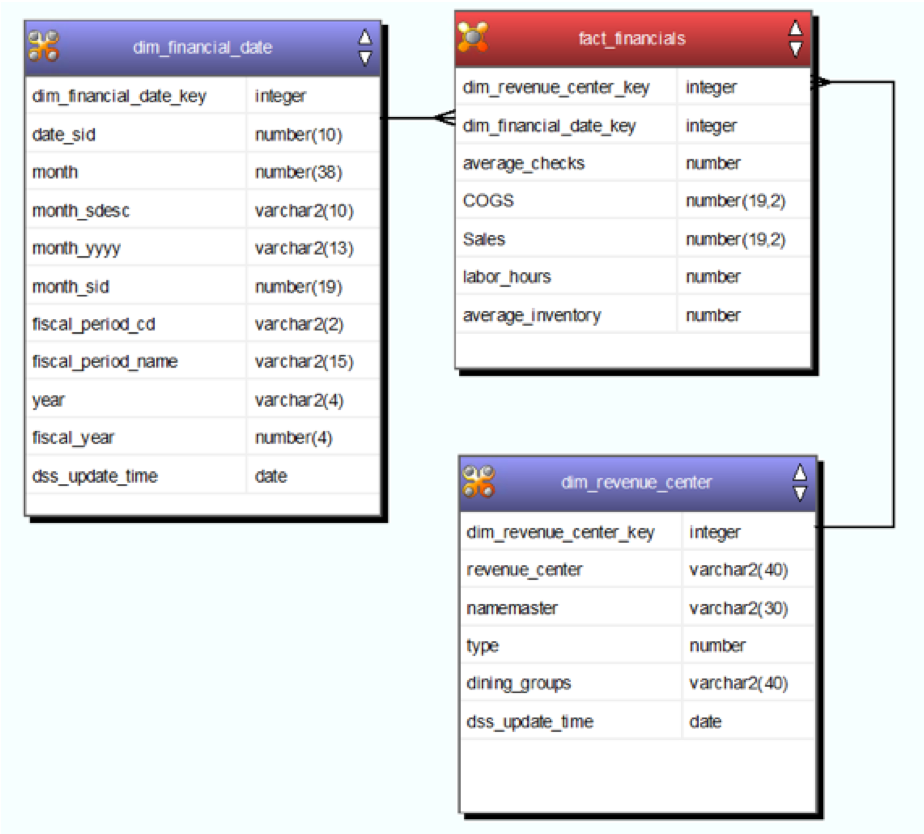 dim_financial_date
dim_financial_date_key integer
date_sid number(10)
month number(38)
month_sdesc varchar2(10)
month_yyyy varchar2(13)
month_sid number(19)
fiscal_period_cd varchar2(2)
fiscal_period_name varchar2(15)
year varchar2(4)
fiscal_year number(4)
dss_update_time date
fact_financials
dim_revenue_center_key integer
dim_financial_date_key integer
average_checks number
COGS number(19,2)
Sales number(19,2)
labor_hours number
average_inventory number
dim_revenue_center
dim_revenue_center_key integer
revenue_center varchar2(40)
namemaster varchar2(30)
type number
dining_groups varchar2(40)
dss_update_time date